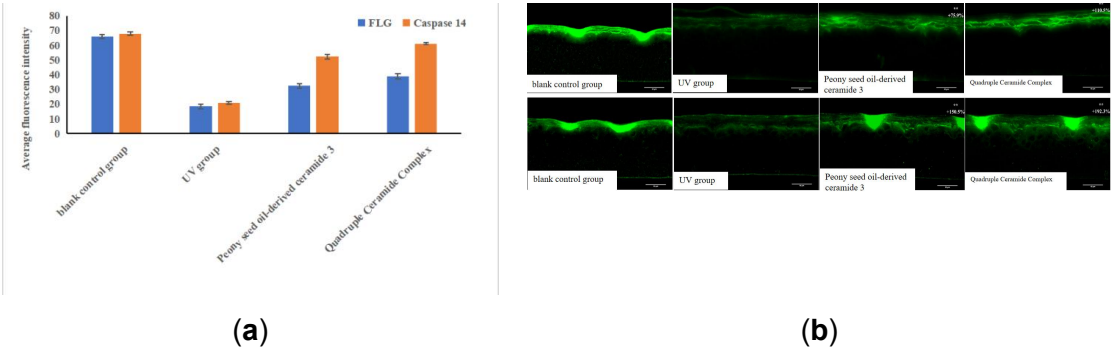 FLG Caspase 14
Average fluorescence intensity
80
70
60
50
40
30
20
10
0
blank control group
UV group
Peony seed oil-derived ceramide 3
Quadruple Ceramide Complex
(a)
blank control group
UV group
**
+75.9%
Peony seed oil-derived
ceramide 3
**
+110.5%
Quadruple Ceramide Complex
blank control group
UV group
**
+150.5%
Peony seed oil-derived
ceramide 3
**
+192.3%
Quadruple Ceramide Complex
(b)